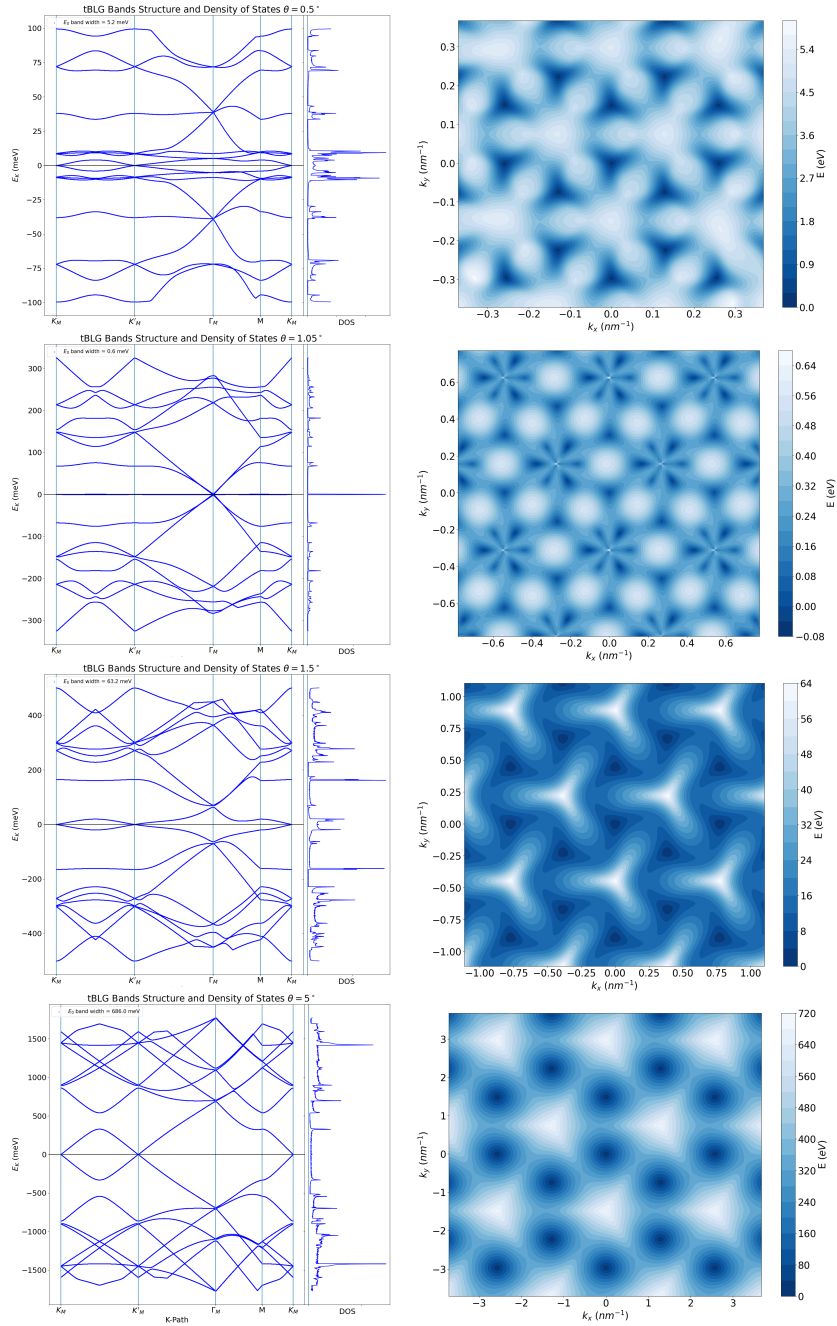 tBLG Bands Structure and Density of States θ = 0.5°
E₀ band width = 5.2 meV
100
75
50
25
0
−25
−50
−75
−100
Eₖ (meV)
K_M
K'_M
Γ_M
M
K_M
DOS
0.3
0.2
0.1
0.0
−0.1
−0.2
−0.3
k_y (nm⁻¹)
−0.3 −0.2 −0.1 0.0 0.1 0.2 0.3
k_x (nm⁻¹)
5.4
4.5
3.6
2.7
1.8
0.9
0.0
E (eV)
tBLG Bands Structure and Density of States θ = 1.05°
E₀ band width = 0.6 meV
300
200
100
0
−100
−200
−300
Eₖ (meV)
K_M
K'_M
Γ_M
M
K_M
DOS
0.6
0.4
0.2
0.0
−0.2
−0.4
−0.6
k_y (nm⁻¹)
−0.6 −0.4 −0.2 0.0 0.2 0.4 0.6
k_x (nm⁻¹)
0.64
0.56
0.48
0.40
0.32
0.24
0.16
0.08
0.00
−0.08
E (eV)
tBLG Bands Structure and Density of States θ = 1.5°
E₀ band width = 63.2 meV
400
200
0
−200
−400
Eₖ (meV)
K_M
K'_M
Γ_M
M
K_M
DOS
1.00
0.75
0.50
0.25
0.00
−0.25
−0.50
−0.75
−1.00
k_y (nm⁻¹)
−1.00 −0.75 −0.50 −0.25 0.00 0.25 0.50 0.75 1.00
k_x (nm⁻¹)
64
56
48
40
32
24
16
8
0
E (eV)
tBLG Bands Structure and Density of States θ = 5°
E₀ band width = 686.0 meV
1500
1000
500
0
−500
−1000
−1500
Eₖ (meV)
K_M
K'_M
Γ_M
M
K_M
K-Path
DOS
3
2
1
0
−1
−2
−3
k_y (nm⁻¹)
−3 −2 −1 0 1 2 3
k_x (nm⁻¹)
720
640
560
480
400
320
240
160
80
0
E (eV)